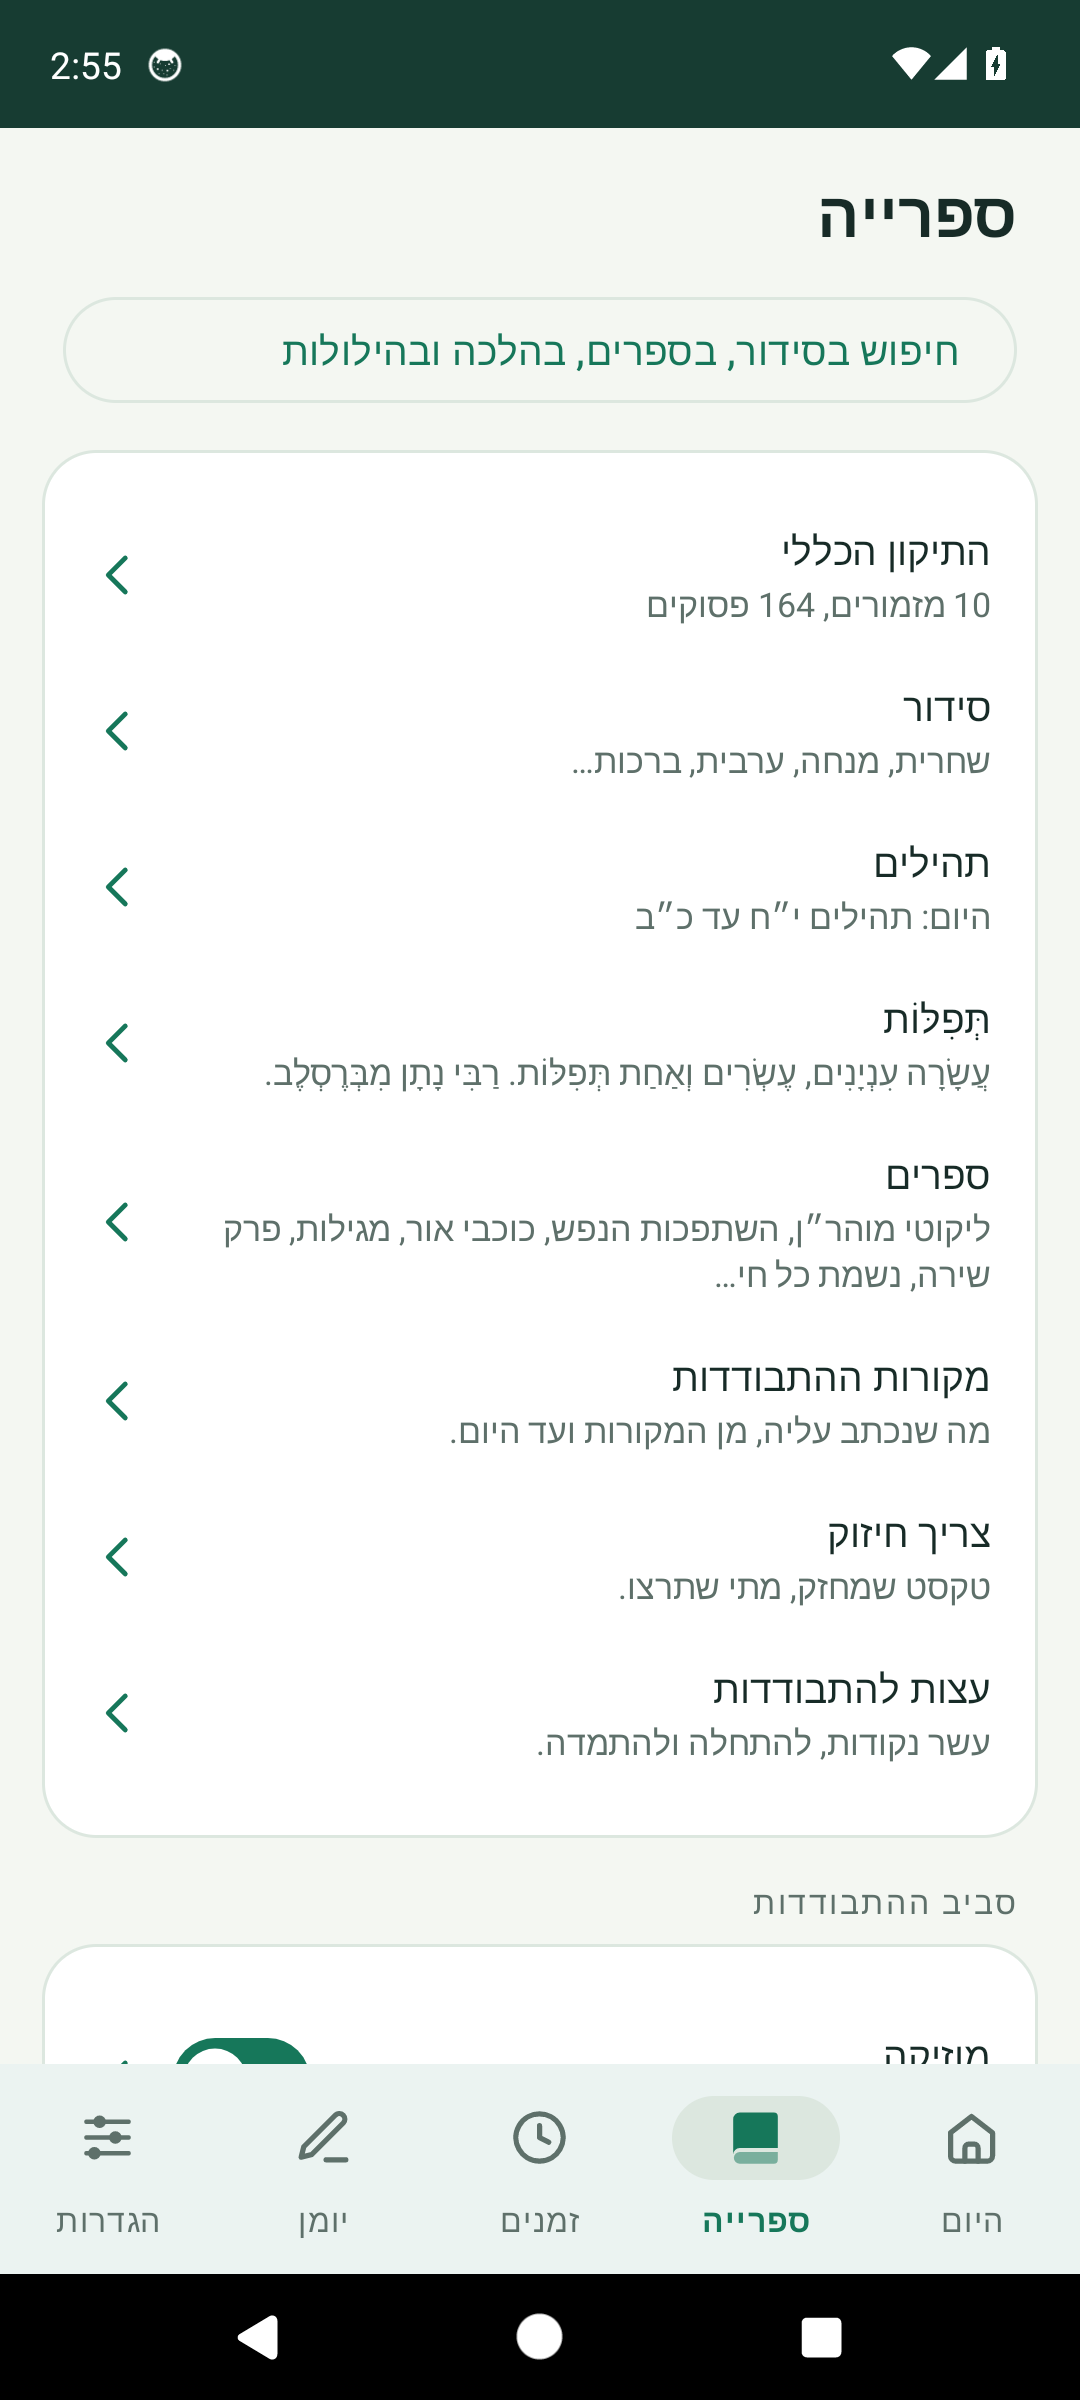 2:55
ספרייה
חיפוש בסידור, בספרים, בהלכה ובהילולות
התיקון הכללי
10 מזמורים, 164 פסוקים
סידור
שחרית, מנחה, ערבית, ברכות...
תהילים
היום: תהילים י״ח עד כ״ב
תְּפִלּוֹת
עֲשָׂרָה עִנְיָנִים, עֶשְׂרִים וְאַחַת תְּפִלּוֹת. רַבִּי נָתָן מִבְּרֶסְלֶב.
ספרים
ליקוטי מוהר״ן, השתפכות הנפש, כוכבי אור, מגילות, פרק
שירה, נשמת כל חי...
מקורות ההתבודדות
מה שנכתב עליה, מן המקורות ועד היום.
צריך חיזוק
טקסט שמחזק, מתי שתרצו.
עצות להתבודדות
עשר נקודות, להתחלה ולהתמדה.
סביב ההתבודדות
מוזיקה
היום
ספרייה
זמנים
יומן
הגדרות